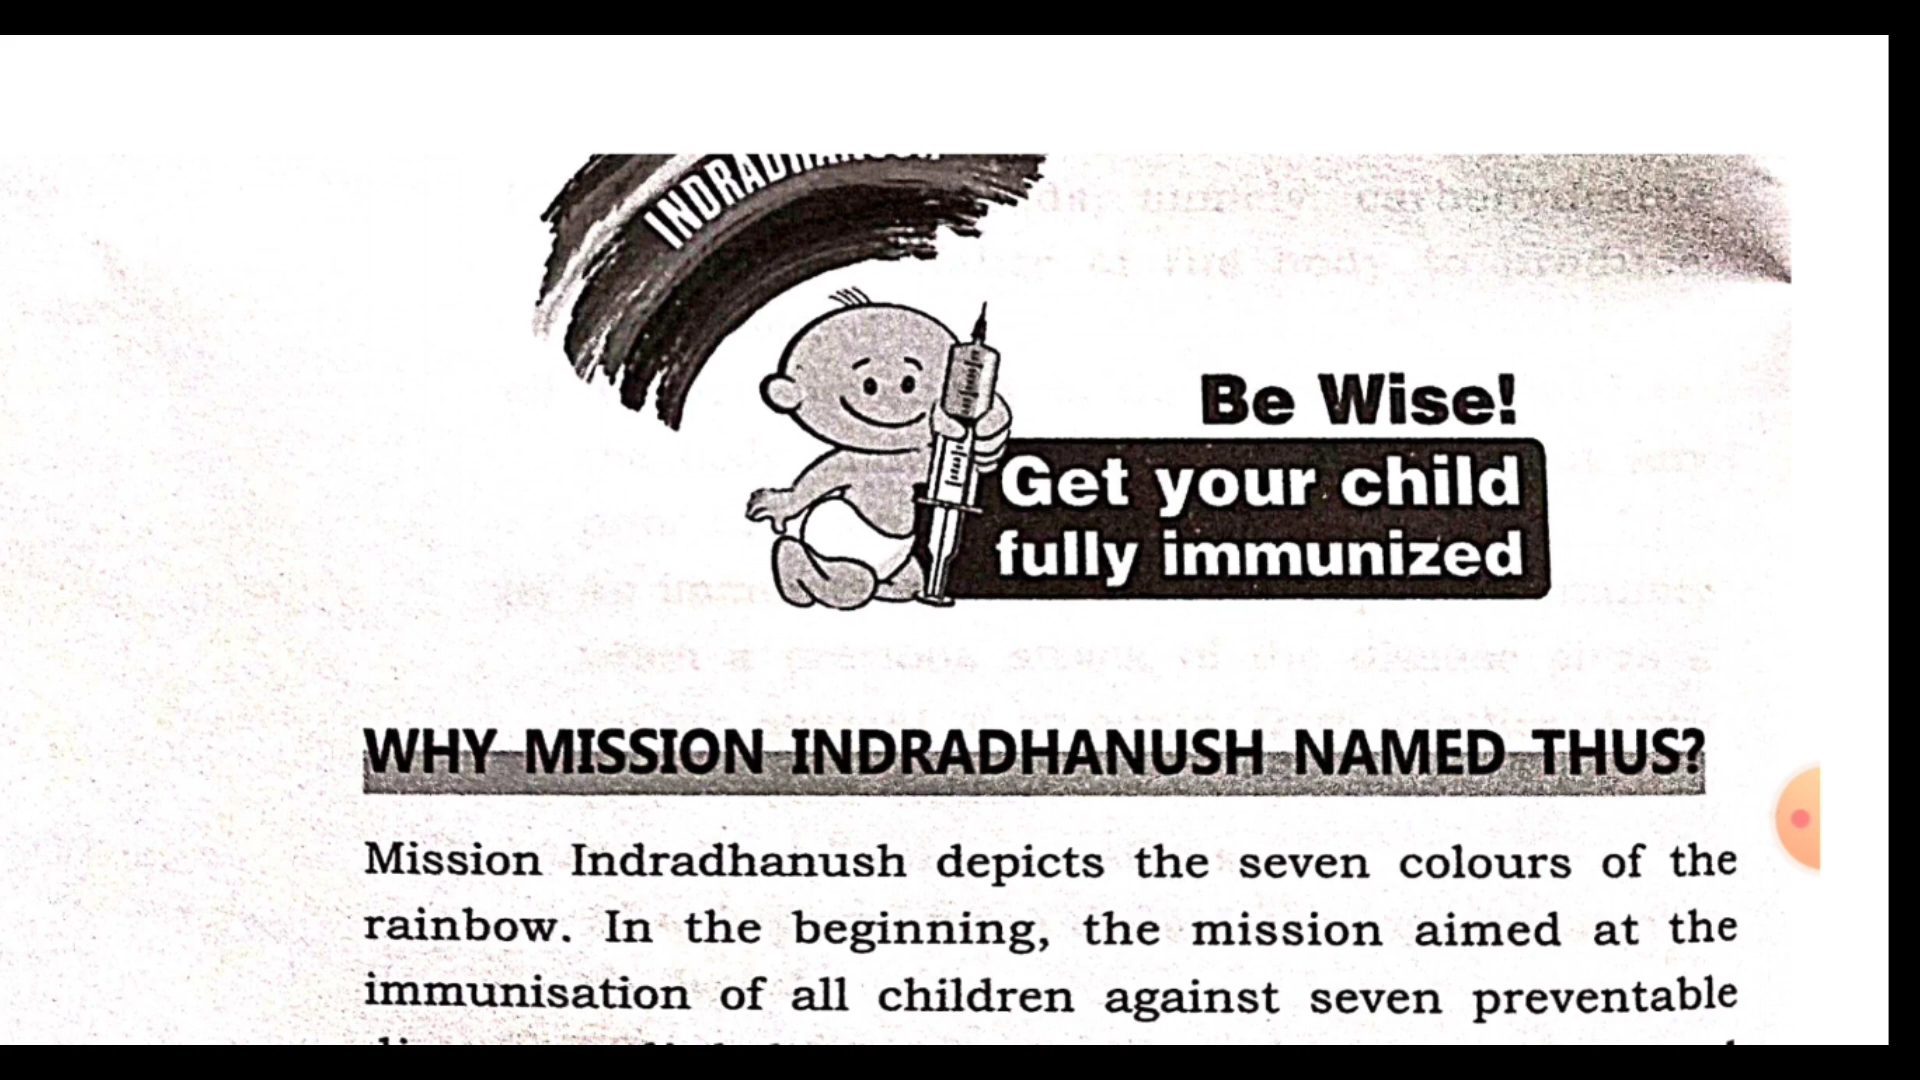 INDRADHANUSH
Be Wise!
Get your child
fully immunized
WHY MISSION INDRADHANUSH NAMED THUS?
Mission Indradhanush depicts the seven colours of the
rainbow. In the beginning, the mission aimed at the
immunisation of all children against seven preventable